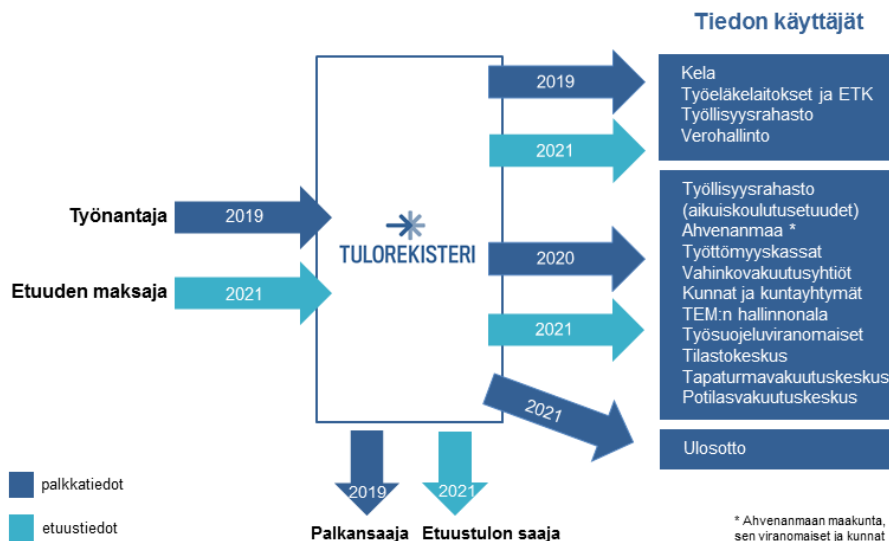 Tiedon käyttäjät
2019
Kela
Työeläkelaitokset ja ETK
Työllisyysrahasto
Verohallinto
2021
Työnantaja
2019
TULOREKISTERI
Etuuden maksaja
2021
2020
Työllisyysrahasto
(aikuiskoulutusetuudet)
Ahvenanmaa *
Työttömyyskassat
Vahinkovakuutusyhtiöt
Kunnat ja kuntayhtymät
TEM:n hallinnonala
Työsuojeluviranomaiset
Tilastokeskus
Tapaturmavakuutuskeskus
Potilasvakuutuskeskus
2021
2021
Ulosotto
2019
2021
Palkansaaja
Etuustulon saaja
palkkatiedot
etuustiedot
* Ahvenanmaan maakunta,
sen viranomaiset ja kunnat